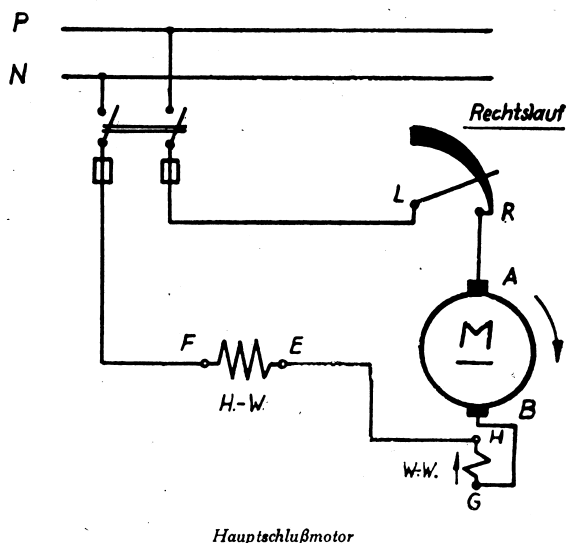 P
N
Rechtslauf
L
R
A
M
F
E
H.-W.
B
H
W.-W.
G
Hauptschlußmotor